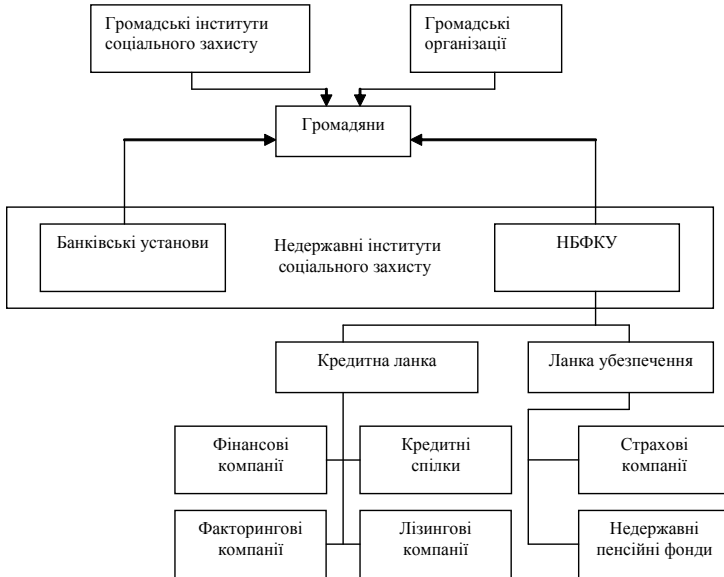 Громадські інститути
соціального захисту
Громадські
організації
Громадяни
Банківські установи
Недержавні інститути
соціального захисту
НБФКУ
Кредитна ланка
Ланка убезпечення
Фінансові
компанії
Кредитні
спілки
Страхові
компанії
Факторингові
компанії
Лізингові
компанії
Недержавні
пенсійні фонди